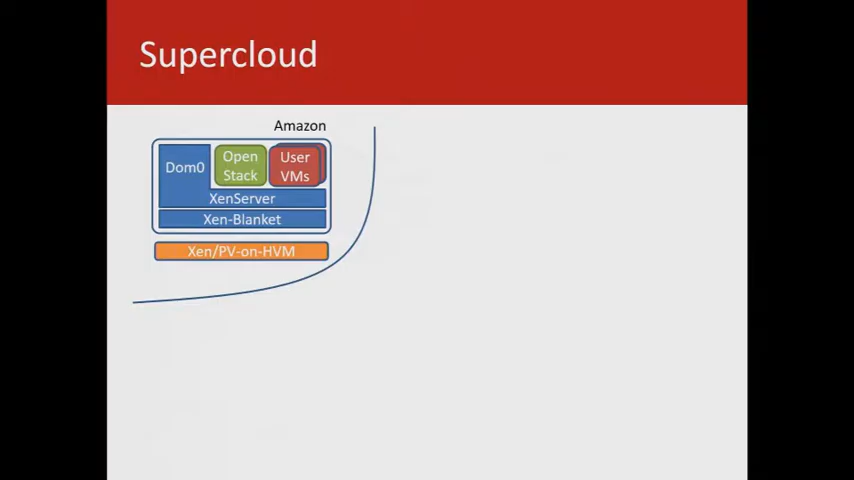 Supercloud
Amazon
Dom0
Open
Stack
User
VMs
XenServer
Xen-Blanket
Xen/PV-on-HVM